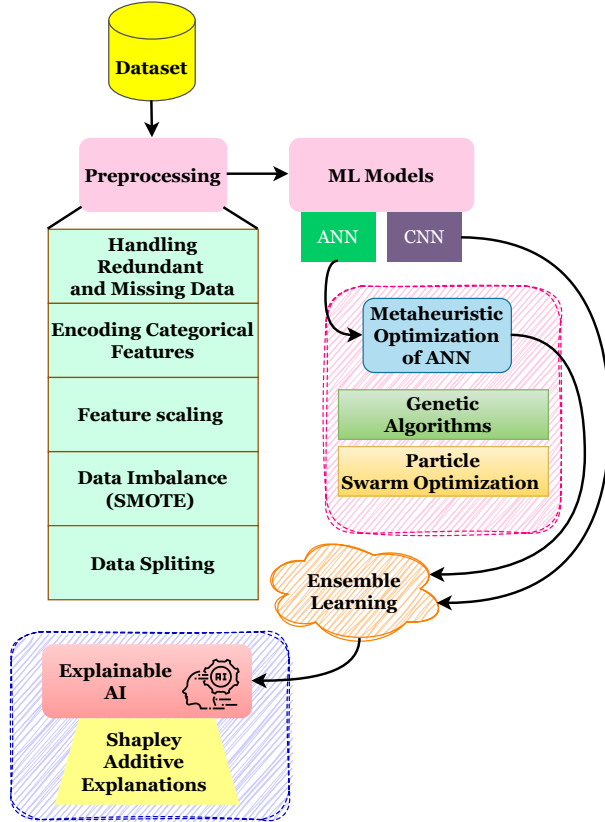 Dataset
Preprocessing
ML Models
ANN
CNN
Handling
Redundant
and Missing Data
Encoding Categorical
Features
Feature scaling
Data Imbalance
(SMOTE)
Data Spliting
Metaheuristic
Optimization
of ANN
Genetic
Algorithms
Particle
Swarm Optimization
Ensemble
Learning
Explainable
AI
AI
Shapley
Additive
Explanations